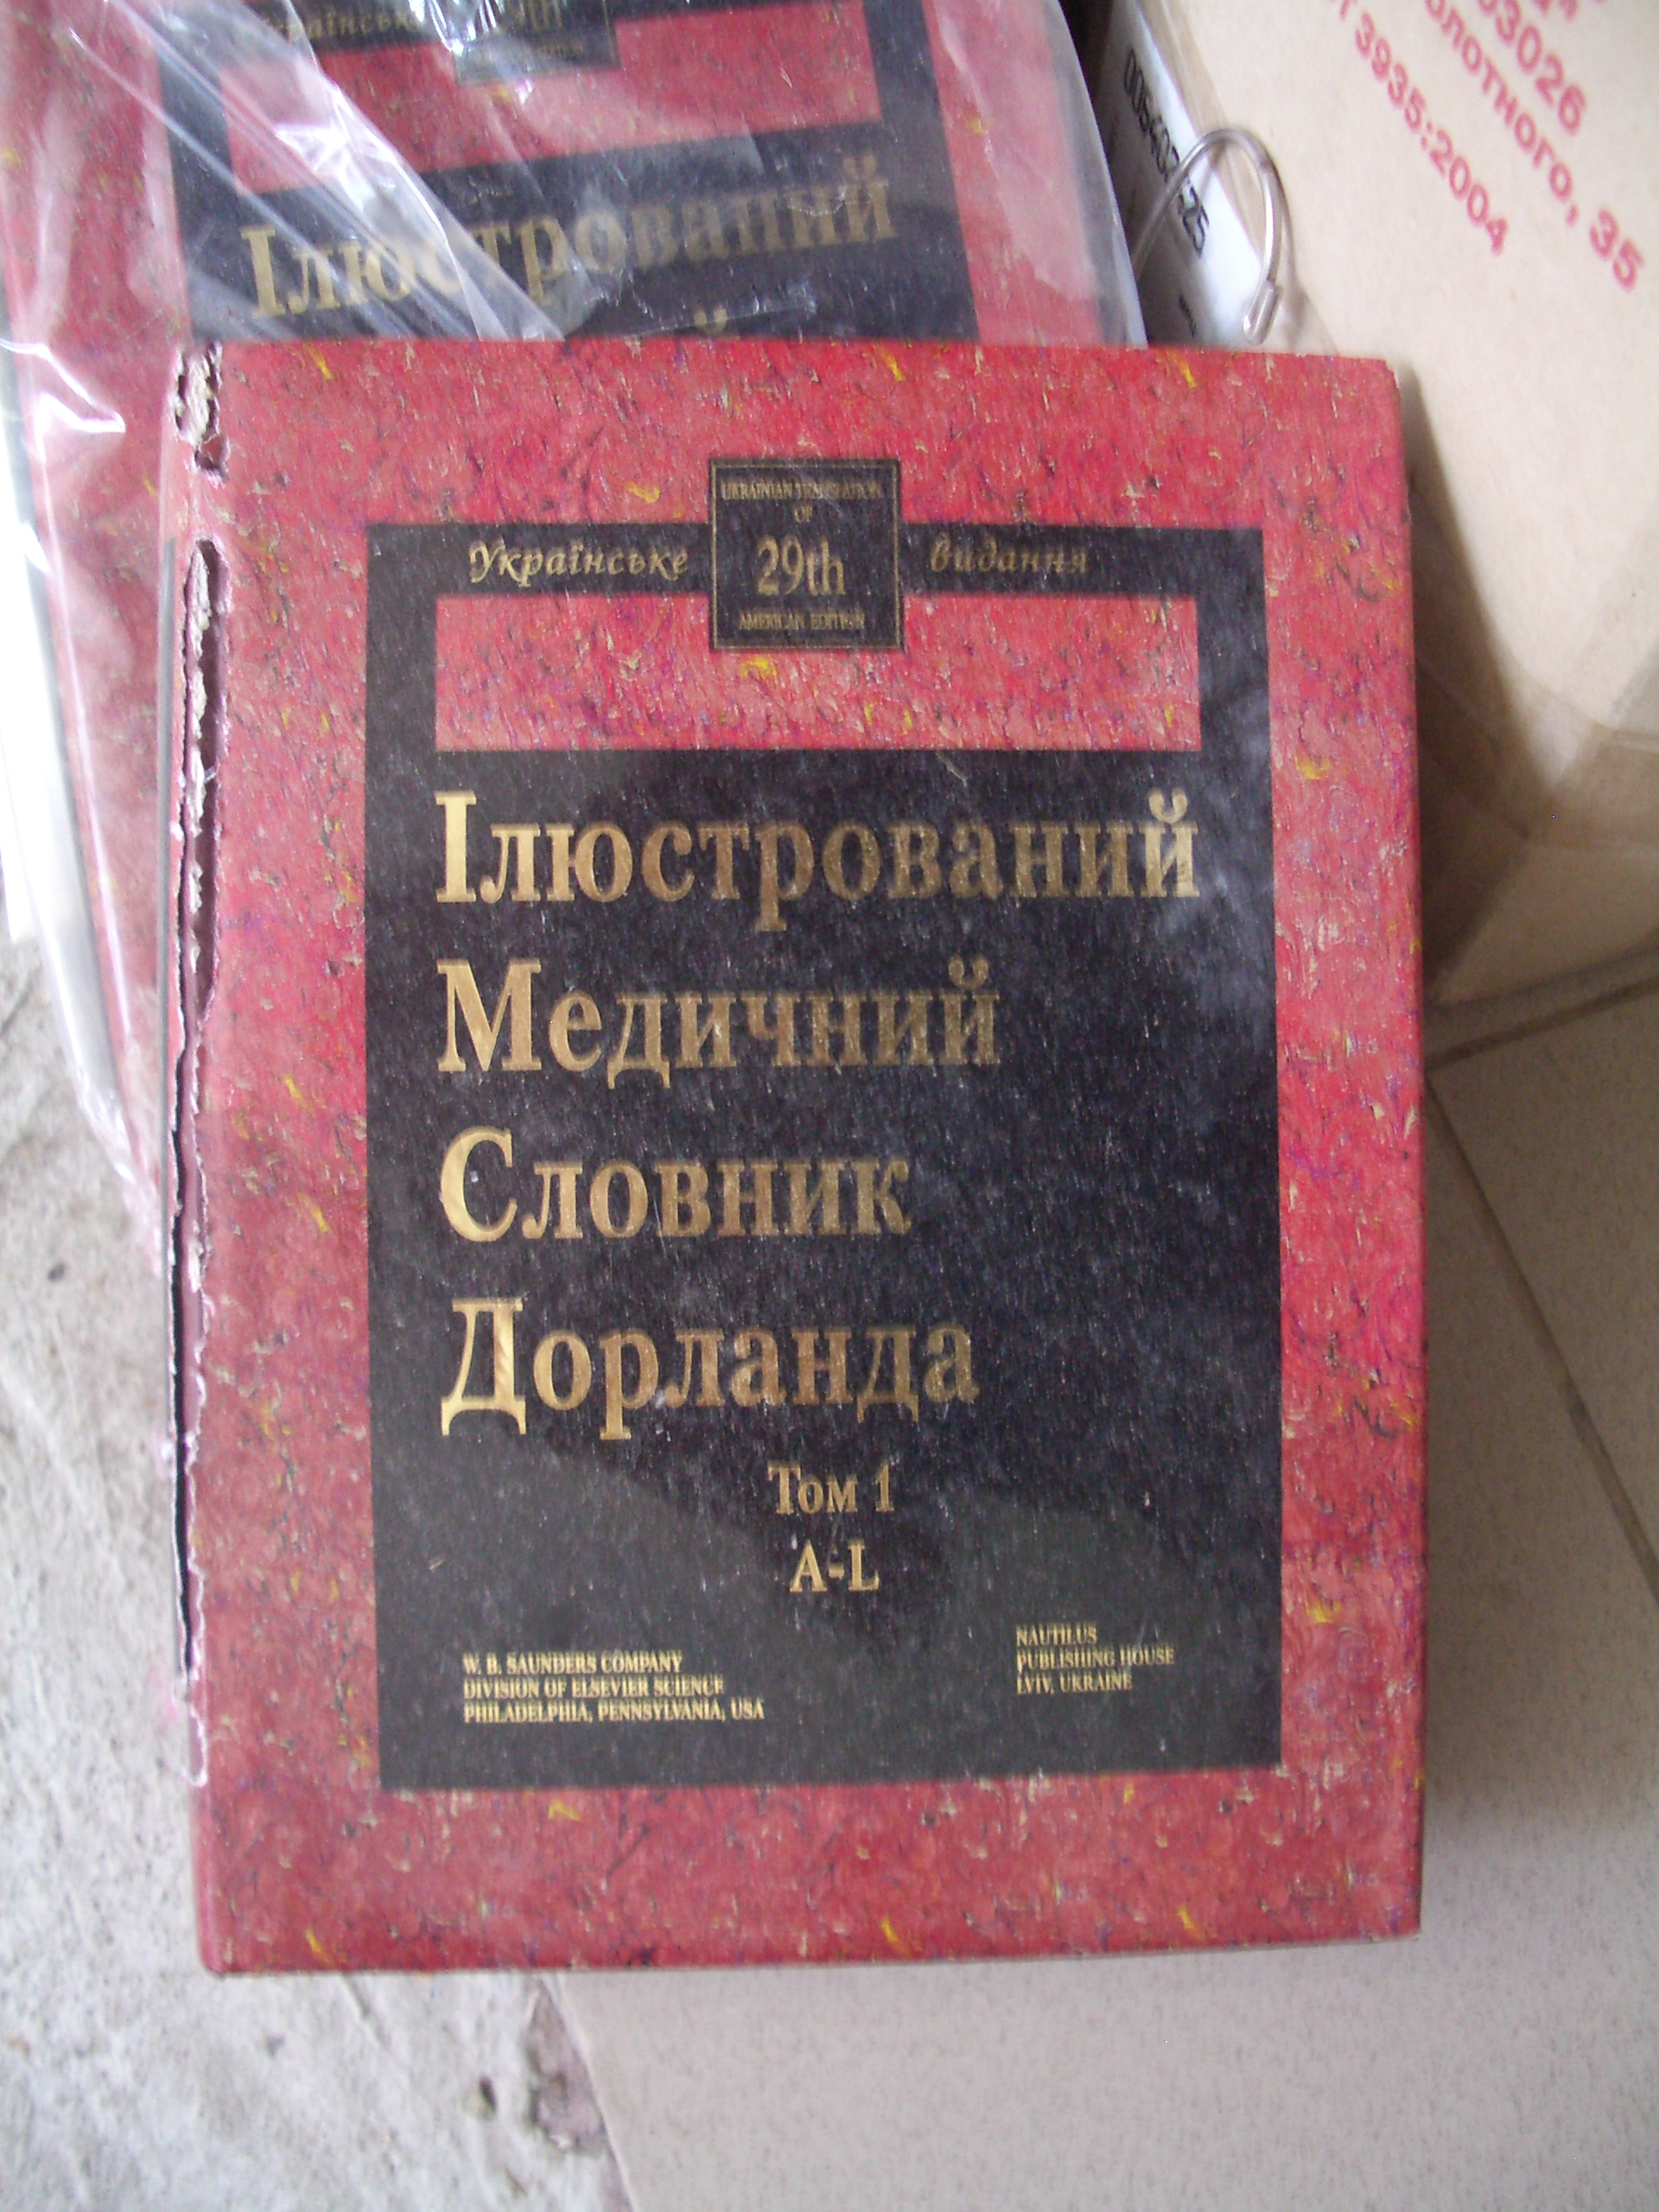 Ілюстрований
олотного, 35
3935:2004
Українське
видання
UKRAINIAN TRANSLATION
OF
29th
AMERICAN EDITION
Ілюстрований
Медичний
Словник
Дорланда
Том 1
A-L
W. B. SAUNDERS COMPANY
DIVISION OF ELSEVIER SCIENCE
PHILADELPHIA, PENNSYLVANIA, USA
NAUTILUS
PUBLISHING HOUSE
LVIV, UKRAINE